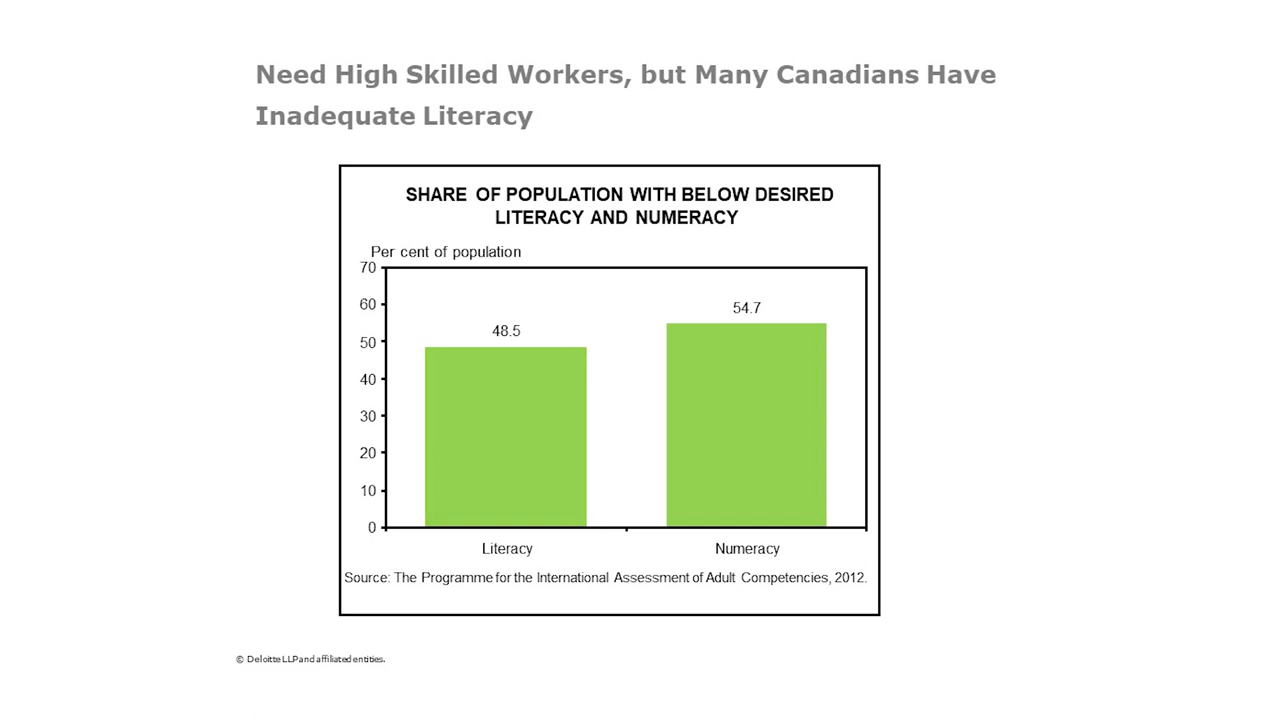 Need High Skilled Workers, but Many Canadians Have
Inadequate Literacy
SHARE OF POPULATION WITH BELOW DESIRED
LITERACY AND NUMERACY
Per cent of population
70
60
50
40
30
20
10
0
48.5
54.7
Literacy
Numeracy
Source: The Programme for the International Assessment of Adult Competencies, 2012.
© Deloitte LLP and affiliated entities.